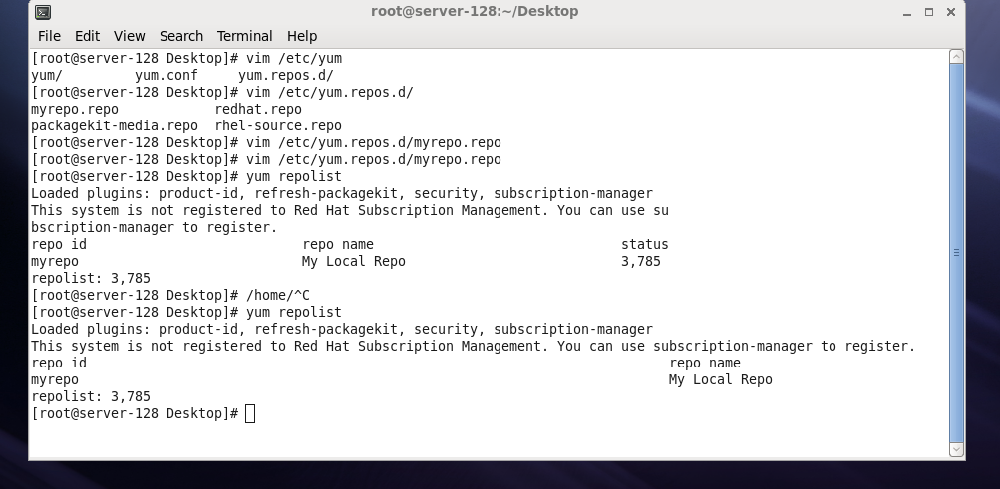 root@server-128:~/Desktop
File Edit View Search Terminal Help
[root@server-128 Desktop]# vim /etc/yum
yum/         yum.conf     yum.repos.d/
[root@server-128 Desktop]# vim /etc/yum.repos.d/
myrepo.repo            redhat.repo
packagekit-media.repo  rhel-source.repo
[root@server-128 Desktop]# vim /etc/yum.repos.d/myrepo.repo
[root@server-128 Desktop]# vim /etc/yum.repos.d/myrepo.repo
[root@server-128 Desktop]# yum repolist
Loaded plugins: product-id, refresh-packagekit, security, subscription-manager
This system is not registered to Red Hat Subscription Management. You can use su
bscription-manager to register.
repo id                           repo name                               status
myrepo                            My Local Repo                           3,785
repolist: 3,785
[root@server-128 Desktop]# /home/^C
[root@server-128 Desktop]# yum repolist
Loaded plugins: product-id, refresh-packagekit, security, subscription-manager
This system is not registered to Red Hat Subscription Management. You can use subscription-manager to register.
repo id                                                                         repo name
myrepo                                                                          My Local Repo
repolist: 3,785
[root@server-128 Desktop]#